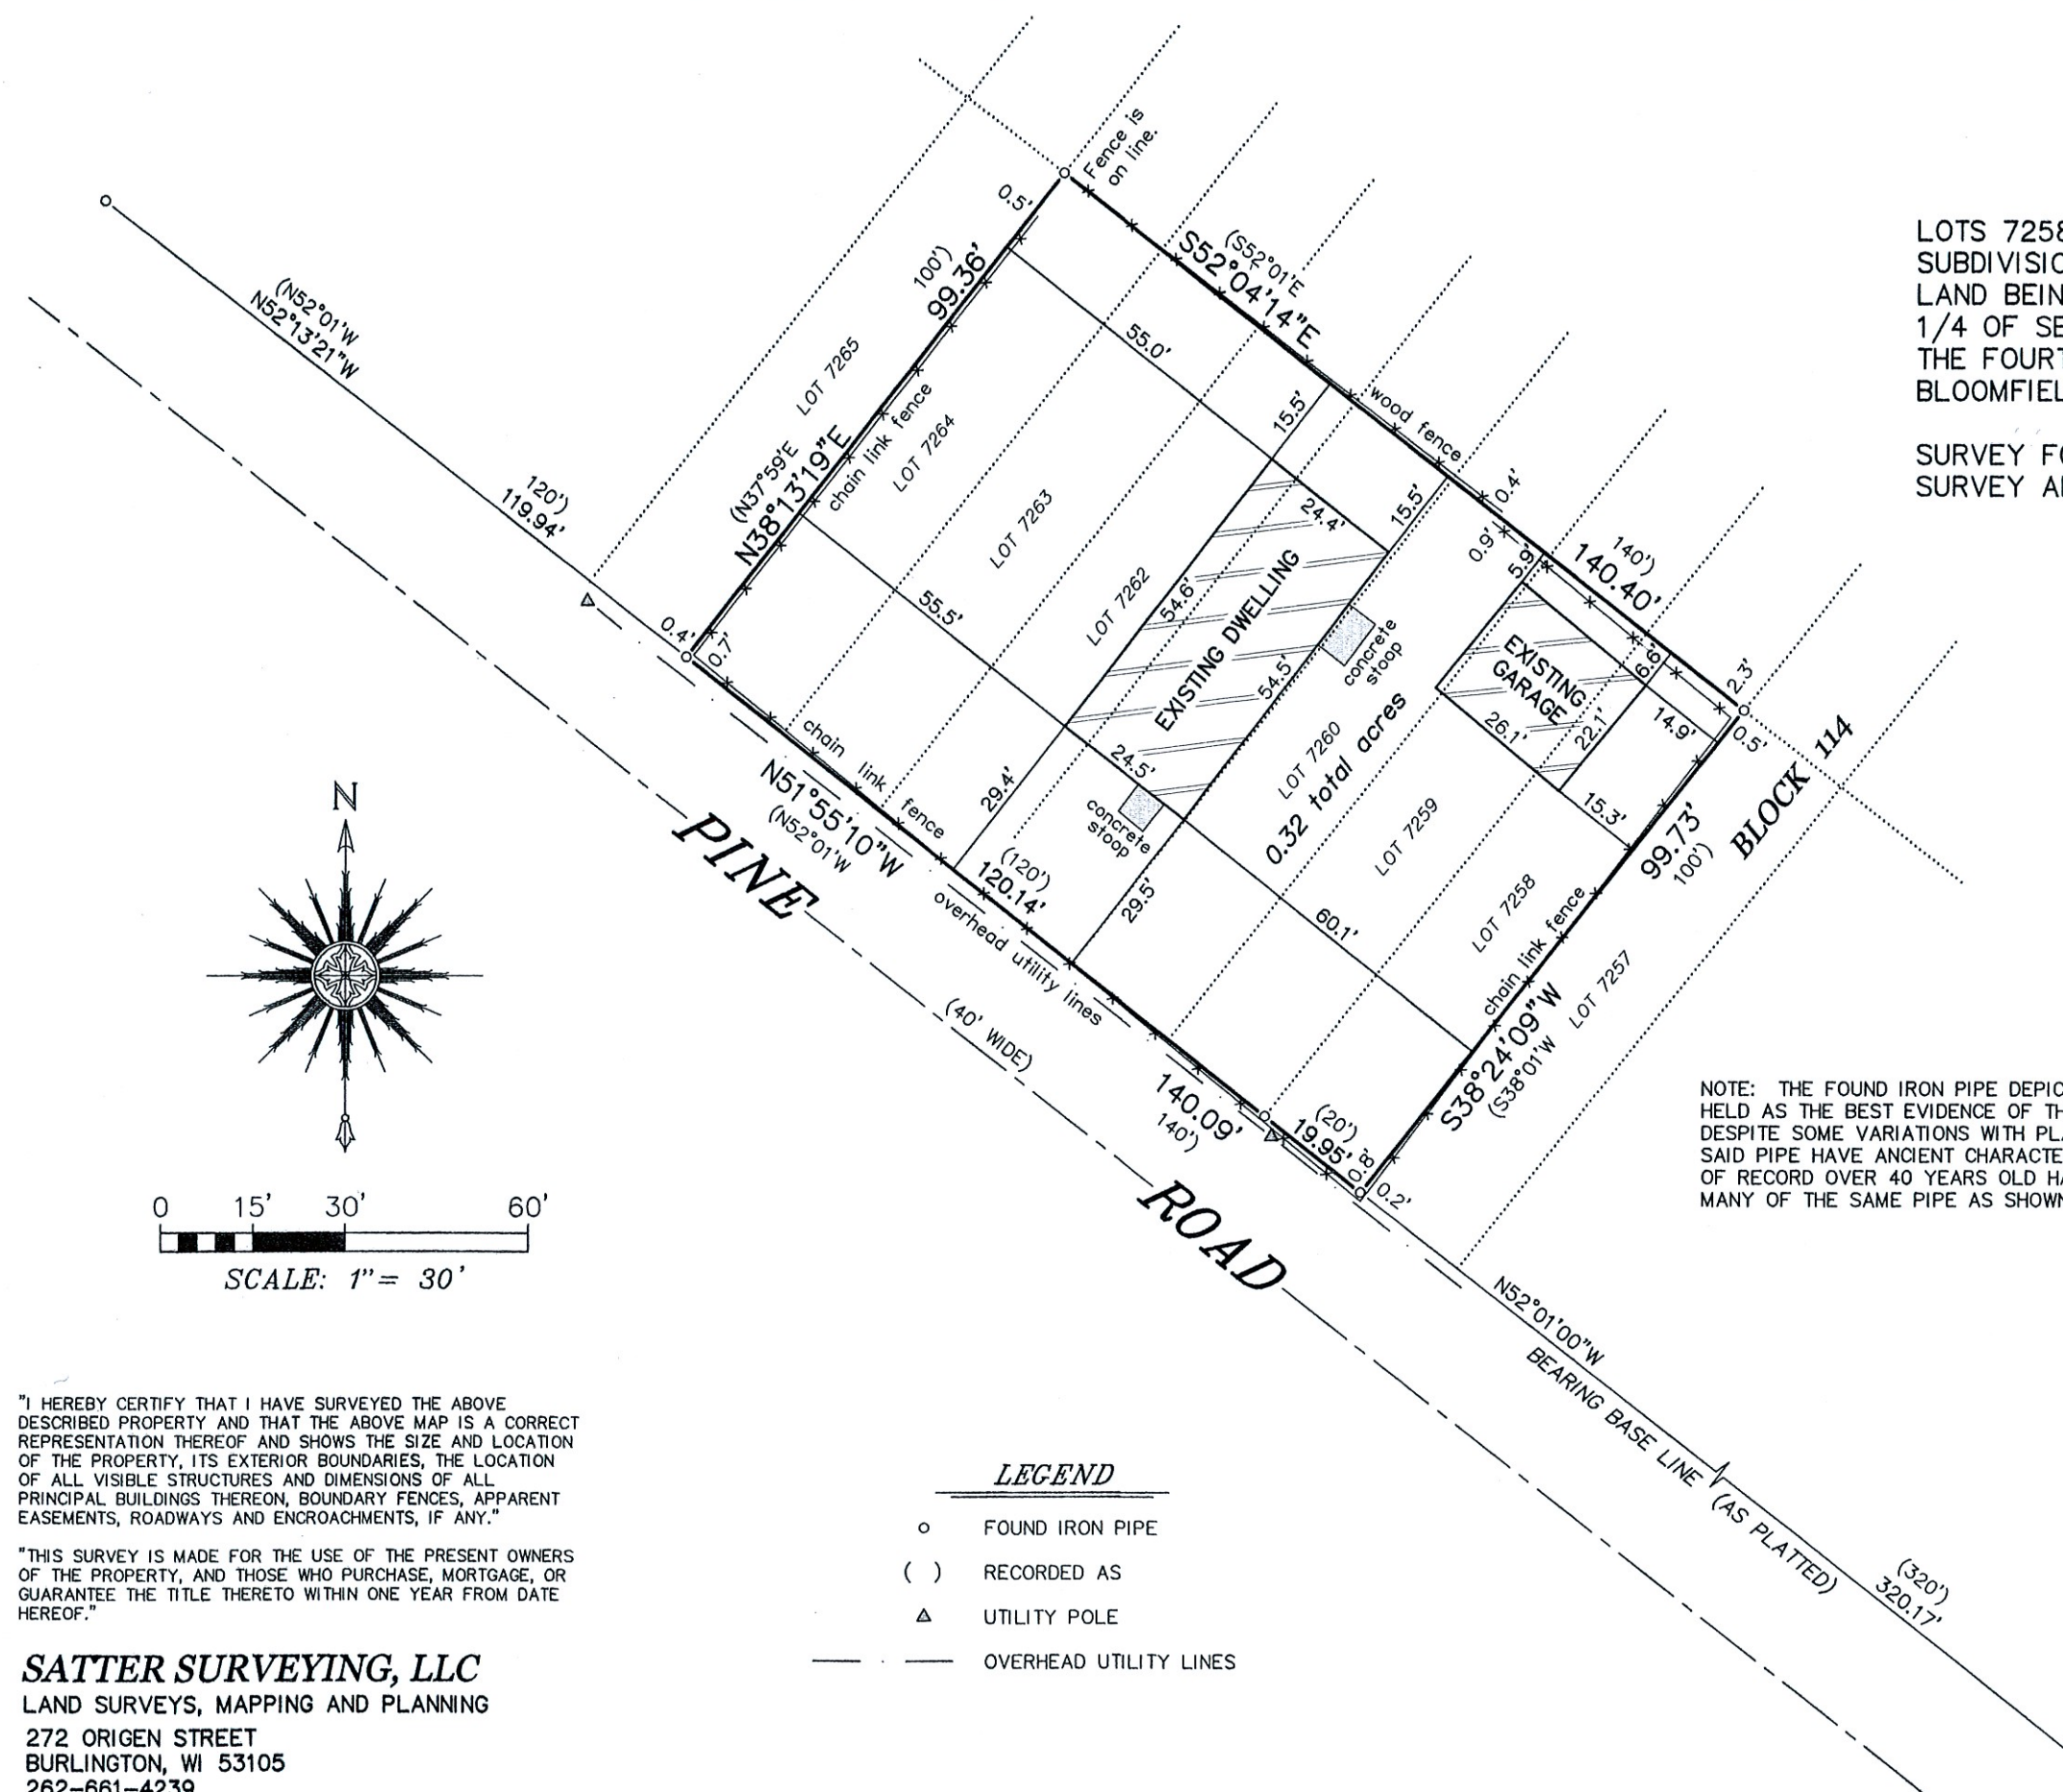 Fence is
on line.
0.5'
(S52°01'E
S52°04'14"E
140')
140.40'
(N52°01'W
N52°13'21"W
120')
119.94'
100')
99.36'
(N37°59'E
N38°13'19"E
chain link fence
LOT 7265
LOT 7264
LOT 7263
LOT 7262
55.0'
15.5'
wood fence
0.4'
15.5'
0.9'
5.9'
24.4'
54.6'
EXISTING DWELLING
54.5'
concrete
stoop
EXISTING
GARAGE
6.6'
2.3'
14.9'
0.5'
26.1'
22.1'
15.3'
55.5'
0.4'
0.7'
24.5'
concrete
stoop
29.4'
29.5'
LOT 7260
0.32 total acres
LOT 7259
LOT 7258
LOT 7257
60.1'
99.73'
100')
BLOCK 114
chain link fence
S38°24'09"W
(S38°01'W
chain link fence
N51°55'10"W
(N52°01'W
(120')
120.14'
overhead utility lines
PINE
(40' WIDE)
ROAD
140.09'
140')
(20')
19.95'
0.8'
0.2'
N52°01'00"W
BEARING BASE LINE (AS PLATTED)
(320')
320.17'
LOTS 7258
SUBDIVISIO
LAND BEIN
1/4 OF SE
THE FOURT
BLOOMFIEL
SURVEY FO
SURVEY A
NOTE: THE FOUND IRON PIPE DEPIC
HELD AS THE BEST EVIDENCE OF TH
DESPITE SOME VARIATIONS WITH PLA
SAID PIPE HAVE ANCIENT CHARACTE
OF RECORD OVER 40 YEARS OLD HA
MANY OF THE SAME PIPE AS SHOWN
N
0 15' 30' 60'
SCALE: 1"= 30'
"I HEREBY CERTIFY THAT I HAVE SURVEYED THE ABOVE
DESCRIBED PROPERTY AND THAT THE ABOVE MAP IS A CORRECT
REPRESENTATION THEREOF AND SHOWS THE SIZE AND LOCATION
OF THE PROPERTY, ITS EXTERIOR BOUNDARIES, THE LOCATION
OF ALL VISIBLE STRUCTURES AND DIMENSIONS OF ALL
PRINCIPAL BUILDINGS THEREON, BOUNDARY FENCES, APPARENT
EASEMENTS, ROADWAYS AND ENCROACHMENTS, IF ANY."
"THIS SURVEY IS MADE FOR THE USE OF THE PRESENT OWNERS
OF THE PROPERTY, AND THOSE WHO PURCHASE, MORTGAGE, OR
GUARANTEE THE TITLE THERETO WITHIN ONE YEAR FROM DATE
HEREOF."
SATTER SURVEYING, LLC
LAND SURVEYS, MAPPING AND PLANNING
272 ORIGEN STREET
BURLINGTON, WI 53105
262-661-4239
LEGEND
FOUND IRON PIPE
( ) RECORDED AS
UTILITY POLE
OVERHEAD UTILITY LINES